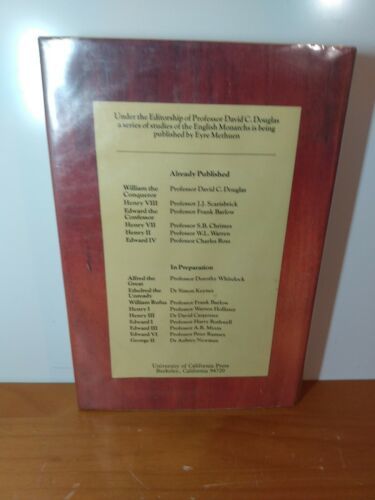 Under the Editorship of Professor David C. Douglas
a series of studies of the English Monarchs is being
published by Eyre Methuen
Already Published
William the Conqueror Professor David C. Douglas
Henry VIII Professor J.J. Scarisbrick
Edward the Confessor Professor Frank Barlow
Henry VII Professor S.B. Chrimes
Henry II Professor W.L. Warren
Edward IV Professor Charles Ross
In Preparation
Alfred the Great Professor Dorothy Whitelock
Ethelred the Unready Dr Simon Keynes
William Rufus Professor Frank Barlow
Henry I Professor Warren Hollister
Henry III Dr David Carpenter
Edward I Professor Harry Rothwell
Edward III Professor A.R. Myers
Edward VI Professor Peter Ramsey
George II Dr Aubrey Newman
University of California Press
Berkeley, California 94720